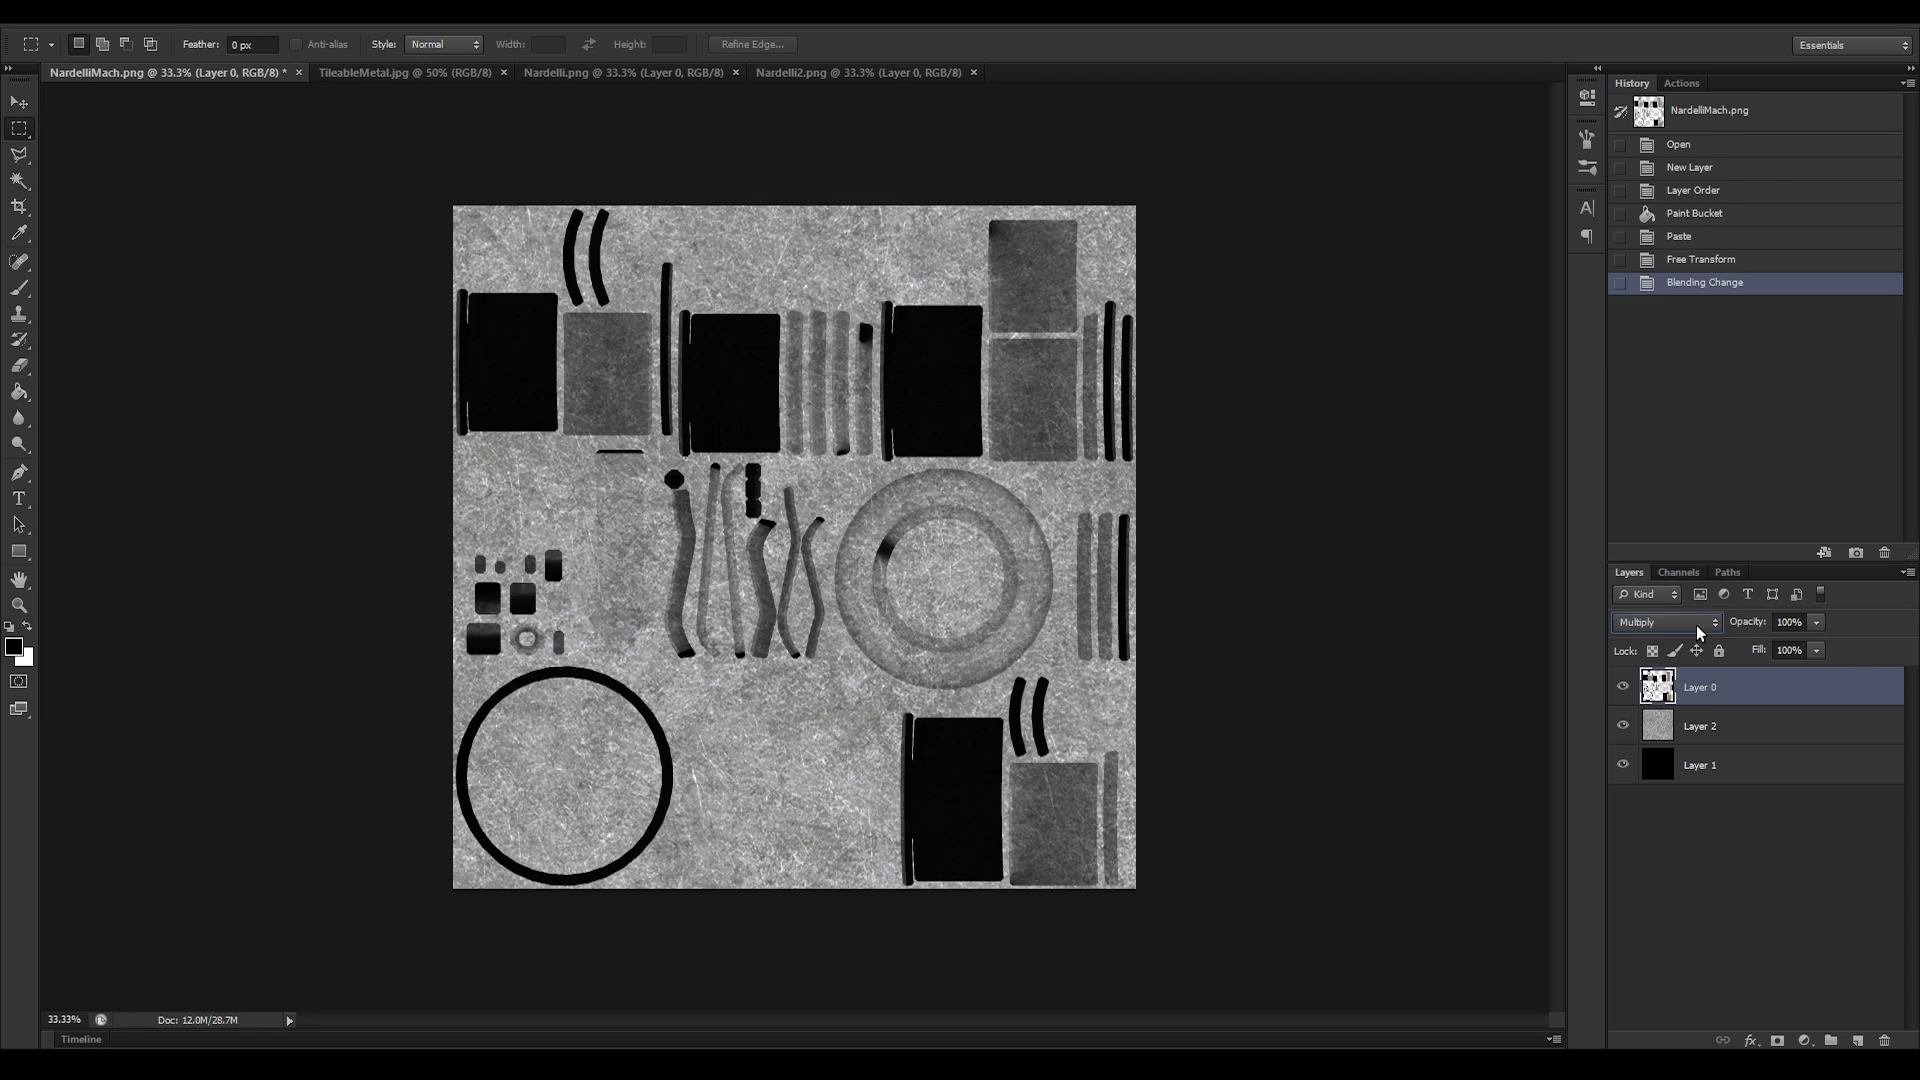 Feather: 0 px Anti-alias Style: Normal Width: Height: Refine Edge... Essentials
NardelliMach.png @ 33.3% (Layer 0, RGB/8) * × TileableMetal.jpg @ 50% (RGB/8) × Nardelli.png @ 33.3% (Layer 0, RGB/8) × Nardelli2.png @ 33.3% (Layer 0, RGB/8) ×
History Actions
NardelliMach.png
Open
New Layer
Layer Order
Paint Bucket
Paste
Free Transform
Blending Change
Layers Channels Paths
Kind
Multiply Opacity: 100%
Lock: Fill: 100%
Layer 0
Layer 2
Layer 1
33.33% Doc: 12.0M/28.7M
Timeline